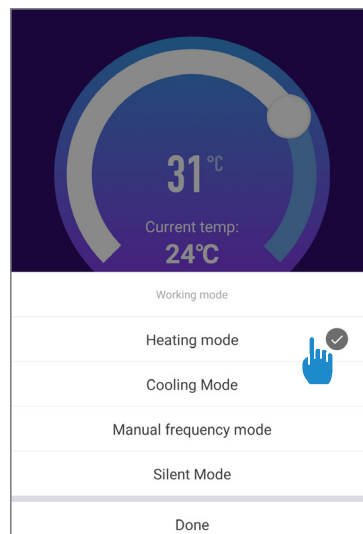 31°C
Current temp:
24℃
Working mode
Heating mode
Cooling Mode
Manual frequency mode
Silent Mode
Done